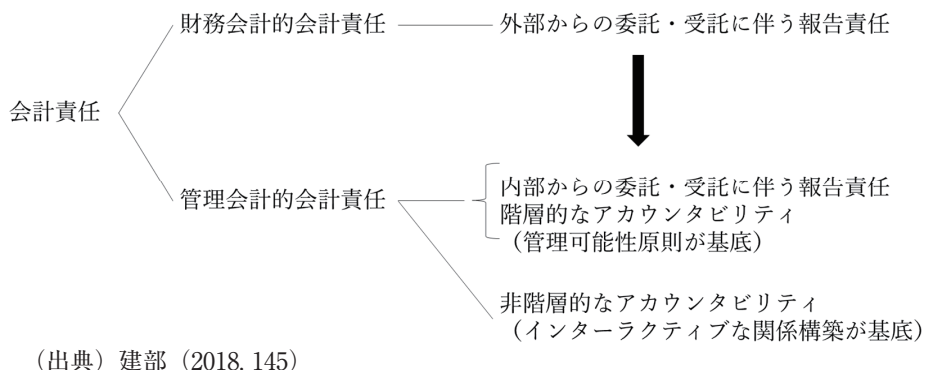 財務会計的会計責任
外部からの委託・受託に伴う報告責任
会計責任
管理会計的会計責任
内部からの委託・受託に伴う報告責任
階層的なアカウンタビリティ
（管理可能性原則が基底）
非階層的なアカウンタビリティ
（インターラクティブな関係構築が基底）
（出典）建部（2018, 145）